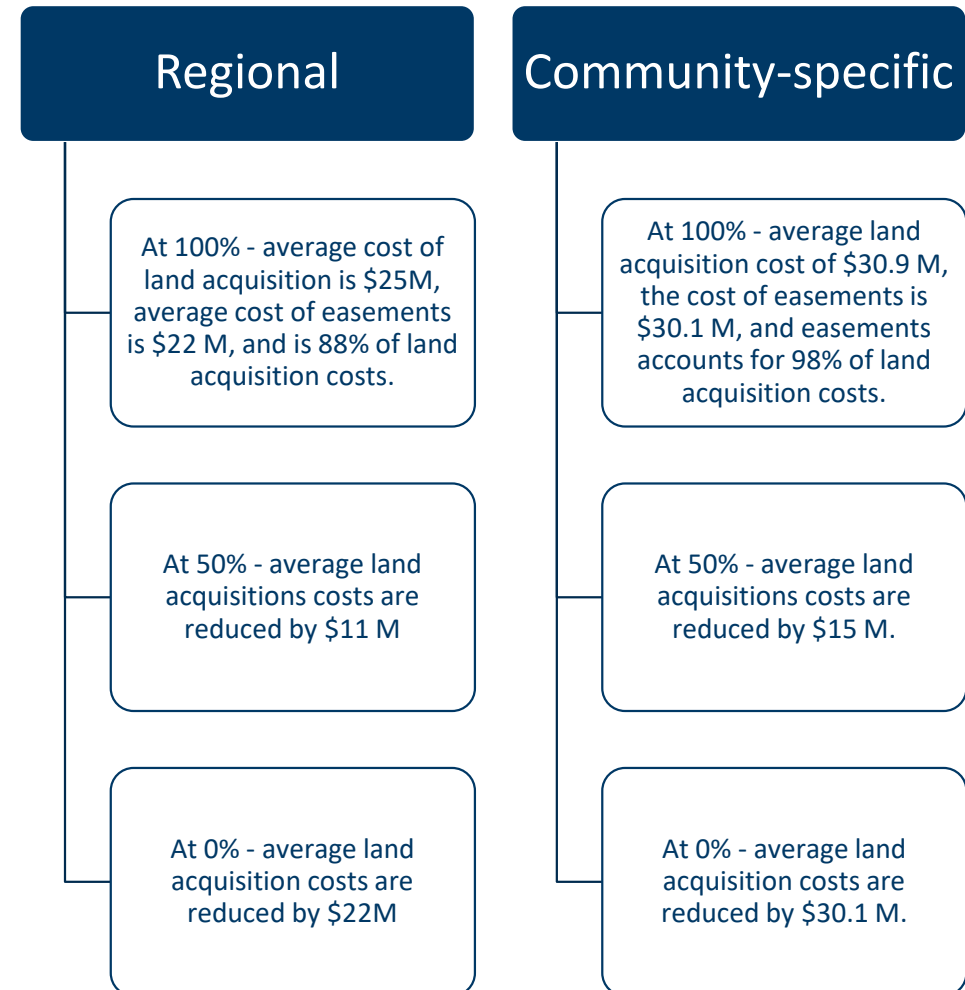 Regional
At 100% - average cost of
land acquisition is $25M,
average cost of easements
is $22 M, and is 88% of land
acquisition costs.
At 50% - average land
acquisitions costs are
reduced by $11 M
At 0% - average land
acquisition costs are
reduced by $22M
Community-specific
At 100% - average land
acquisition cost of $30.9 M,
the cost of easements is
$30.1 M, and easements
accounts for 98% of land
acquisition costs.
At 50% - average land
acquisitions costs are
reduced by $15 M.
At 0% - average land
acquisition costs are
reduced by $30.1 M.